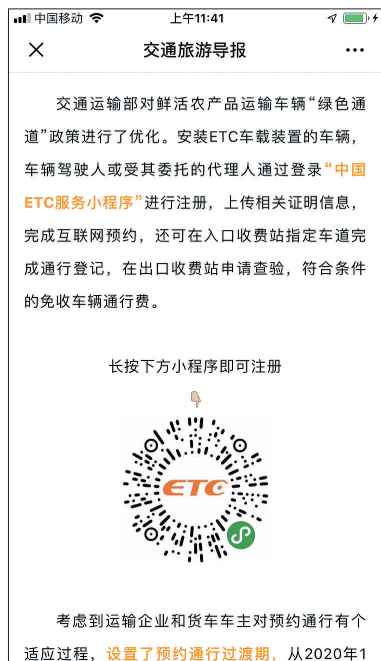 中国移动 上午11:41
交通旅游导报
交通运输部对鲜活农产品运输车辆“绿色通
道”政策进行了优化。安装ETC车载装置的车辆，
车辆驾驶人或受其委托的代理人通过登录“中国
ETC服务小程序”进行注册，上传相关证明信息，
完成互联网预约，还可在入口收费站指定车道完
成通行登记，在出口收费站申请查验，符合条件
的免收车辆通行费。
长按下方小程序即可注册
ETC
考虑到运输企业和货车车主对预约通行有个
适应过程，设置了预约通行过渡期，从2020年1